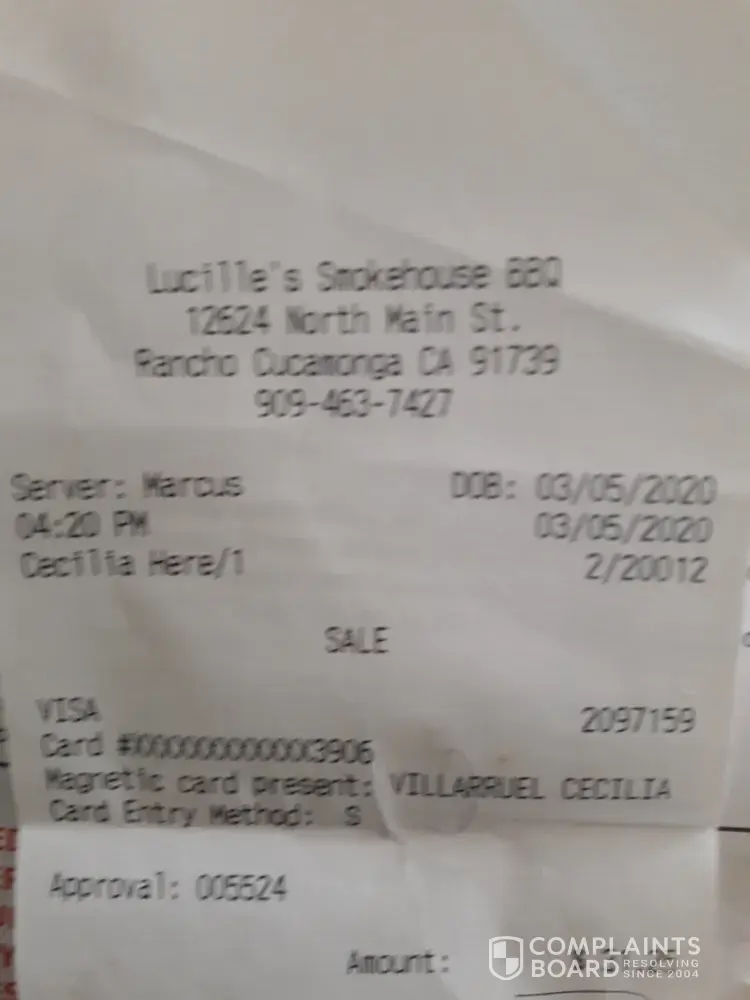 Lucille's Smokehouse BBQ
12624 North Main St.
Rancho Cucamonga CA 91739
909-463-7427
Server: Marcus DOB: 03/05/2020
04:20 PM 03/05/2020
Cecilia Here/1 2/20012
SALE
VISA 2097159
Card #XXXXXXXXXXXX3906
Magnetic card present: VILLARRUEL CECILIA
Card Entry Method: S
Approval: 005524
Amount:
COMPLAINTS
BOARD RESOLVING
SINCE 2004